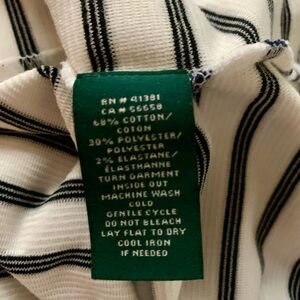 RN # 41381
CA # 56658
68% COTTON/
COTON
30% POLYESTER/
POLYESTER
2% ELASTANE/
ÉLASTHANNE
TURN GARMENT
INSIDE OUT
MACHINE WASH
COLD
GENTLE CYCLE
DO NOT BLEACH
LAY FLAT TO DRY
COOL IRON
IF NEEDED